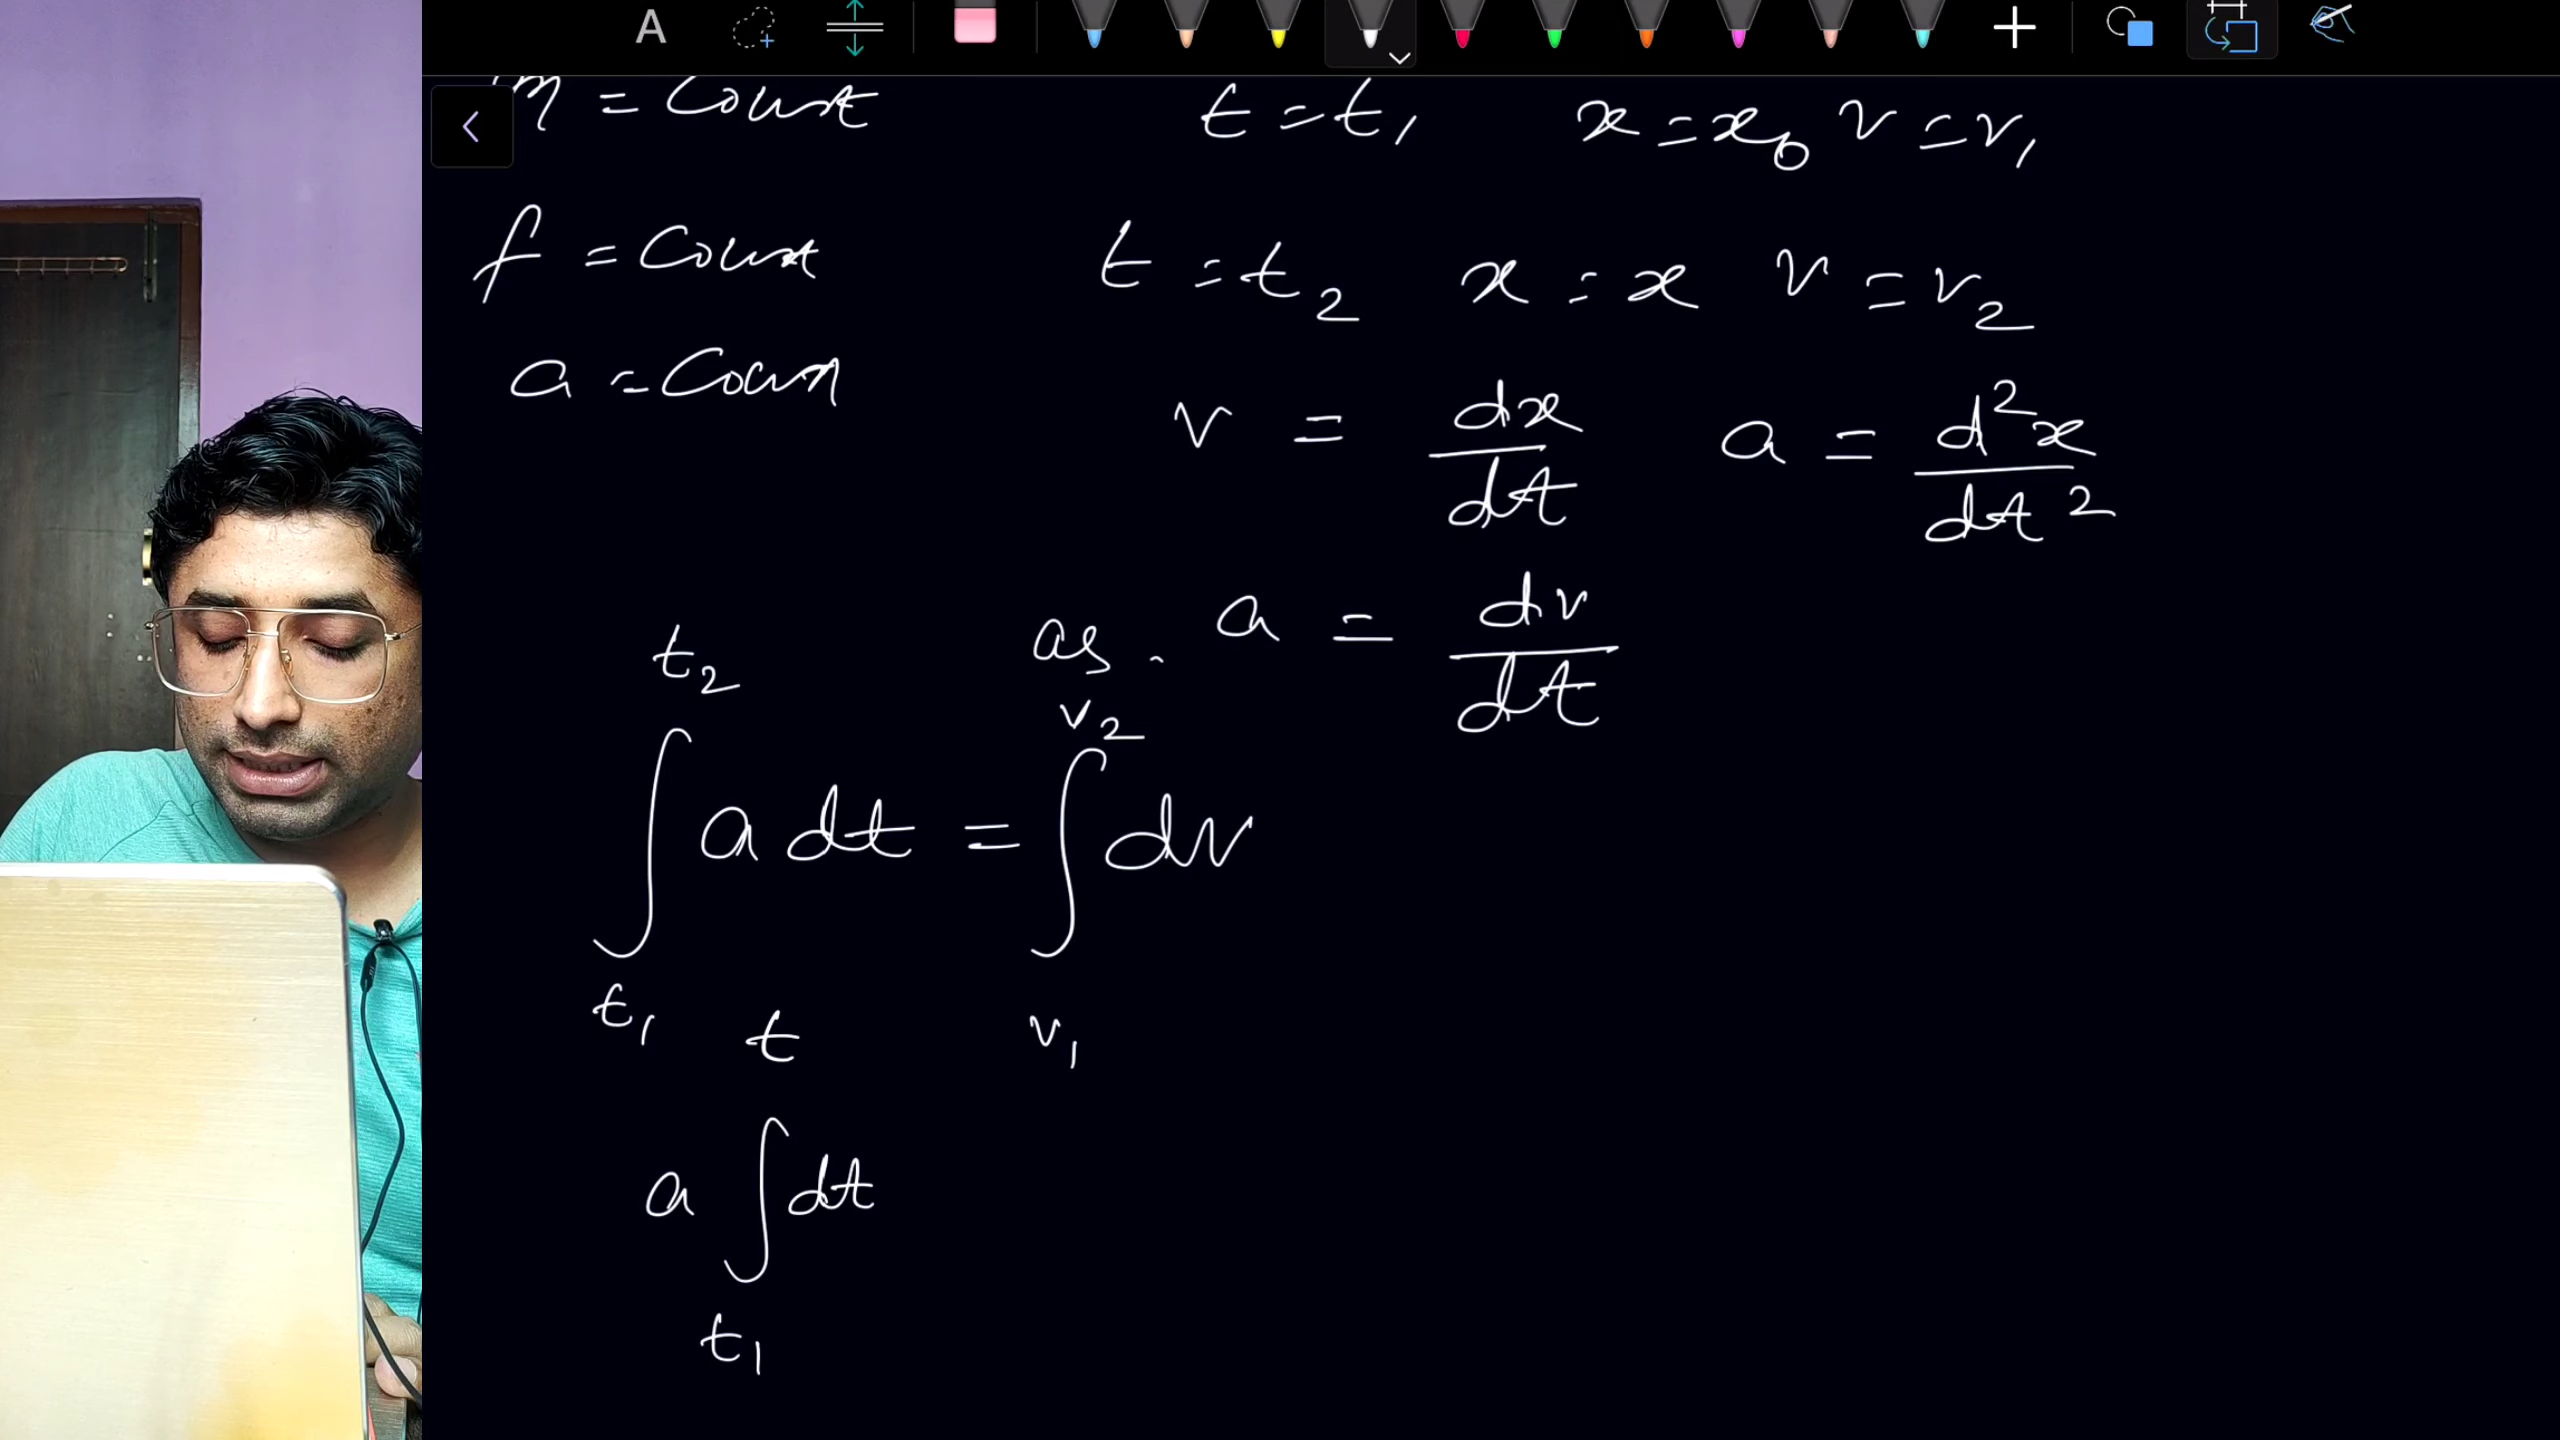 A
m = Const t = t₁ x = x₀ v = v₁
f = Const t = t₂ x = x v = v₂
a = Const
v = dx/dt a = d²x/dt²
as. a = dv/dt
∫ₜ₁^t₂ a dt = ∫ᵥ₁^v₂ dv
a ∫ₜ₁^t dt